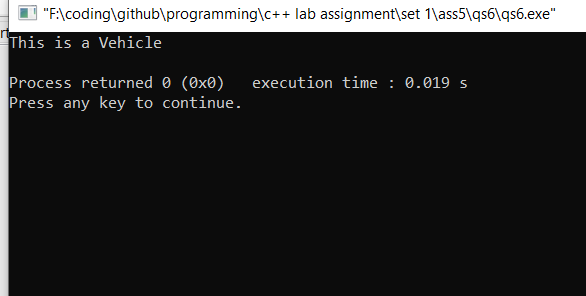 "F:\coding\github\programming\c++ lab assignment\set 1\ass5\qs6\qs6.exe"
This is a Vehicle
Process returned 0 (0x0)   execution time : 0.019 s
Press any key to continue.